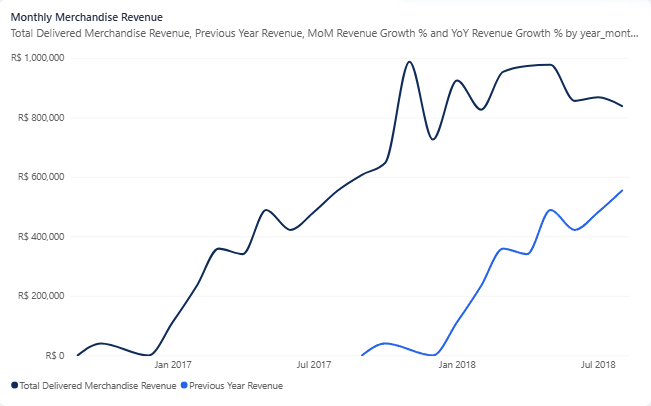 Monthly Merchandise Revenue
Total Delivered Merchandise Revenue, Previous Year Revenue, MoM Revenue Growth % and YoY Revenue Growth % by year_mont...
R$ 1,000,000
R$ 800,000
R$ 600,000
R$ 400,000
R$ 200,000
R$ 0
Jan 2017 Jul 2017 Jan 2018 Jul 2018
Total Delivered Merchandise Revenue Previous Year Revenue